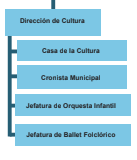 Dirección de Cultura
Casa de la Cultura
Cronista Municipal
Jefatura de Orquesta Infantil
Jefatura de Ballet Folclórico